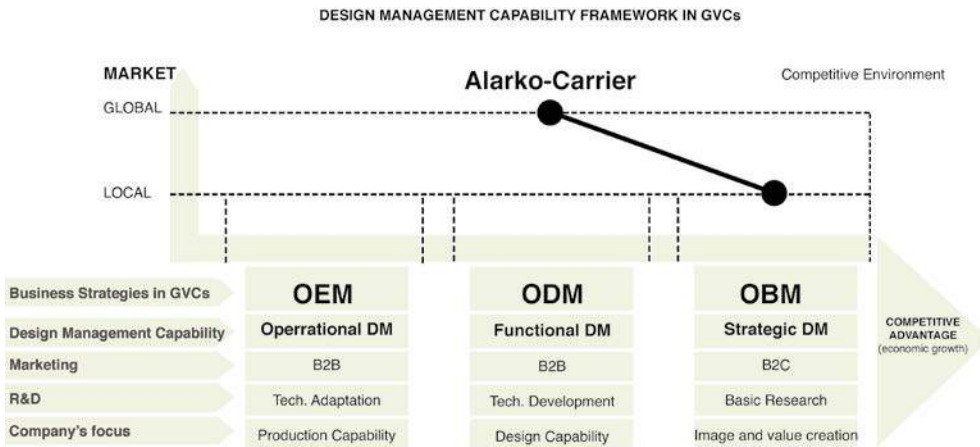 DESIGN MANAGEMENT CAPABILITY FRAMEWORK IN GVCs
MARKET
Alarko-Carrier
Competitive Environment
GLOBAL
LOCAL
Business Strategies in GVCs
OEM
ODM
OBM
Design Management Capability
Operrational DM
Functional DM
Strategic DM
Marketing
B2B
B2B
B2C
R&D
Tech. Adaptation
Tech. Development
Basic Research
Company's focus
Production Capability
Design Capability
Image and value creation
COMPETITIVE
ADVANTAGE
(economic growth)